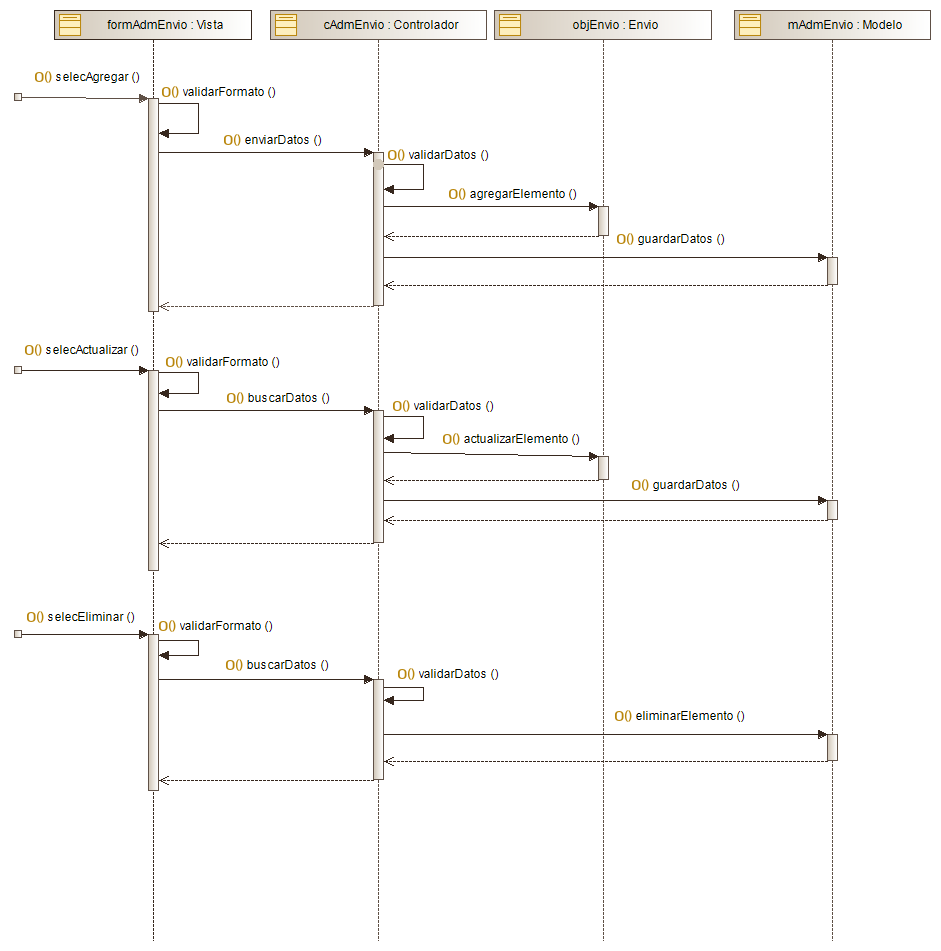 formAdmEnvio : Vista
cAdmEnvio : Controlador
objEnvio : Envio
mAdmEnvio : Modelo
O() selecAgregar ()
O() validarFormato ()
O() enviarDatos ()
O() validarDatos ()
O() agregarElemento ()
O() guardarDatos ()
O() selecActualizar ()
O() validarFormato ()
O() buscarDatos ()
O() validarDatos ()
O() actualizarElemento ()
O() guardarDatos ()
O() selecEliminar ()
O() validarFormato ()
O() buscarDatos ()
O() validarDatos ()
O() eliminarElemento ()